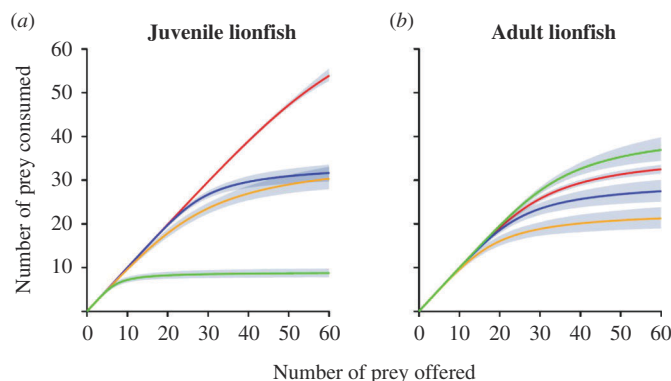 (a) Juvenile lionfish
(b) Adult lionfish
Number of prey consumed
60
50
40
30
20
10
0 10 20 30 40 50 60
0 10 20 30 40 50 60
Number of prey offered